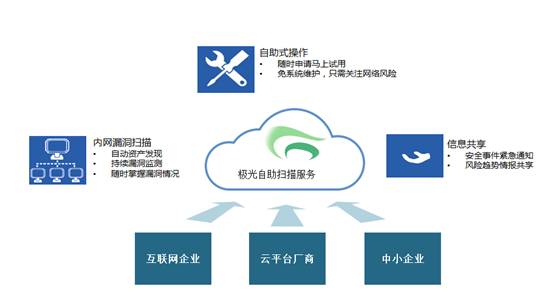 自助式操作
• 随时申请马上试用
• 免系统维护，只需关注网络风险
内网漏洞扫描
• 自动资产发现
• 持续漏洞监测
• 随时掌握漏洞情况
极光自助扫描服务
信息共享
• 安全事件紧急通知
• 风险趋势情报共享
互联网企业
云平台厂商
中小企业